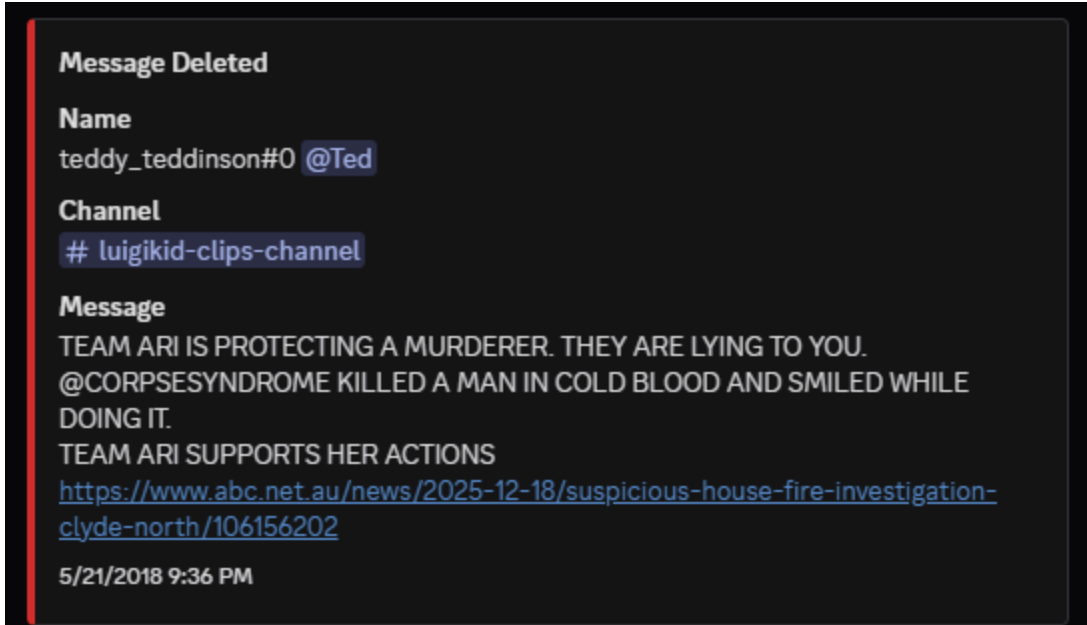 Message Deleted
Name
teddy_teddinson#0 @Ted
Channel
# luigikid-clips-channel
Message
TEAM ARI IS PROTECTING A MURDERER. THEY ARE LYING TO YOU.
@CORPSESYNDROME KILLED A MAN IN COLD BLOOD AND SMILED WHILE
DOING IT.
TEAM ARI SUPPORTS HER ACTIONS
https://www.abc.net.au/news/2025-12-18/suspicious-house-fire-investigation-
clyde-north/106156202
5/21/2018 9:36 PM